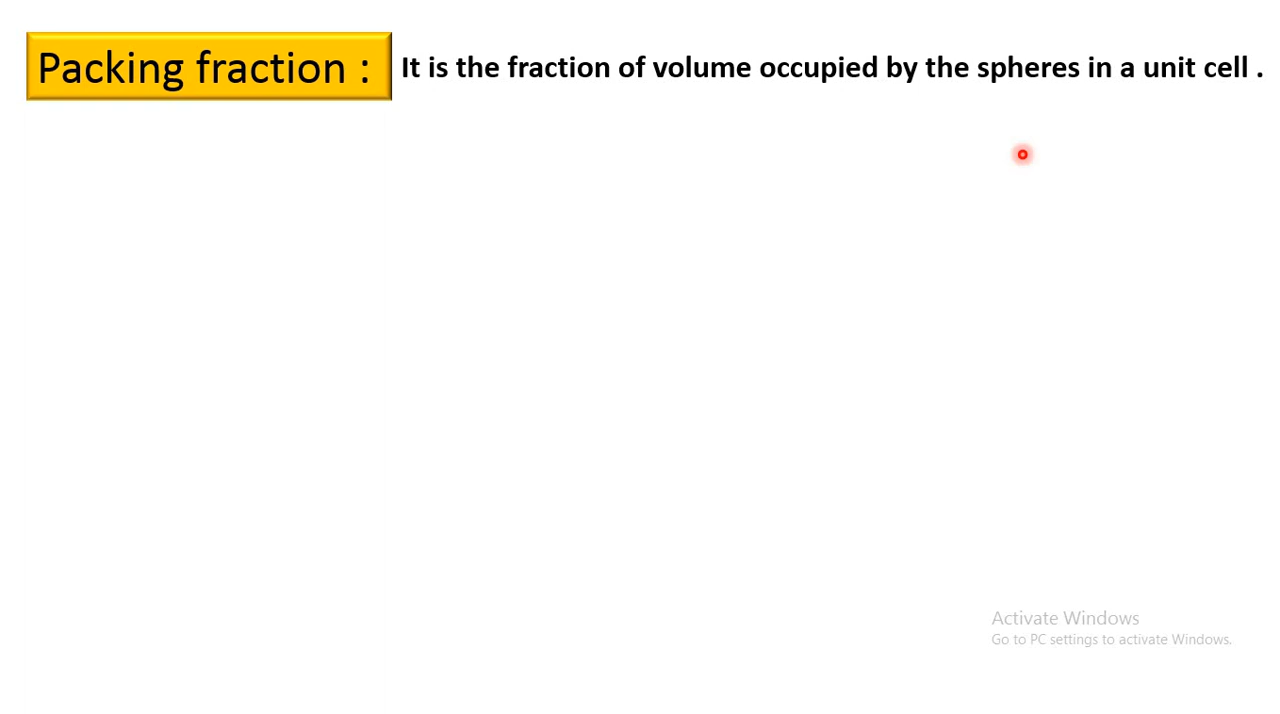 Packing fraction : It is the fraction of volume occupied by the spheres in a unit cell .
Activate Windows
Go to PC settings to activate Windows.